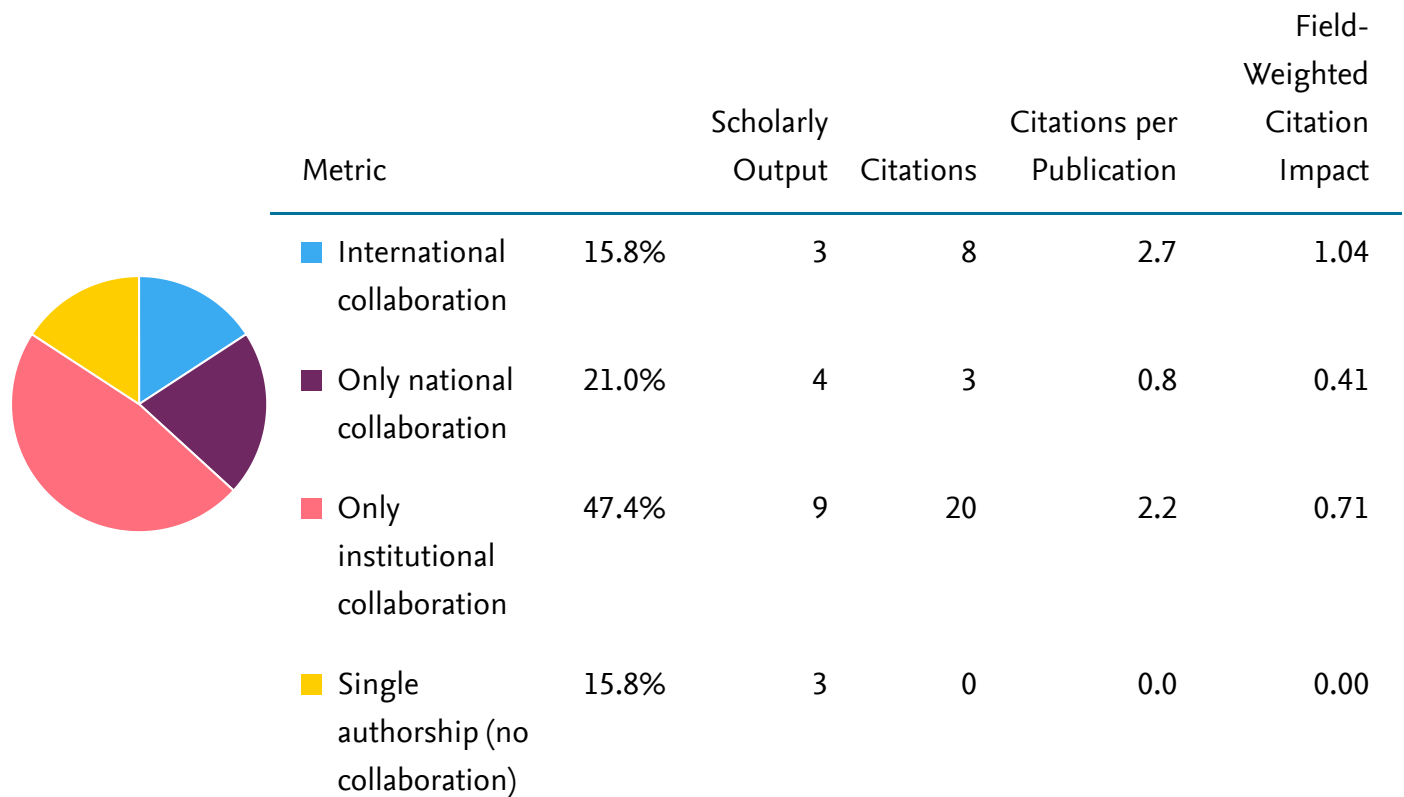 Field-
Weighted
Scholarly Citations per Citation
Metric Output Citations Publication Impact
International 15.8% 3 8 2.7 1.04
collaboration
Only national 21.0% 4 3 0.8 0.41
collaboration
Only 47.4% 9 20 2.2 0.71
institutional
collaboration
Single 15.8% 3 0 0.0 0.00
authorship (no
collaboration)